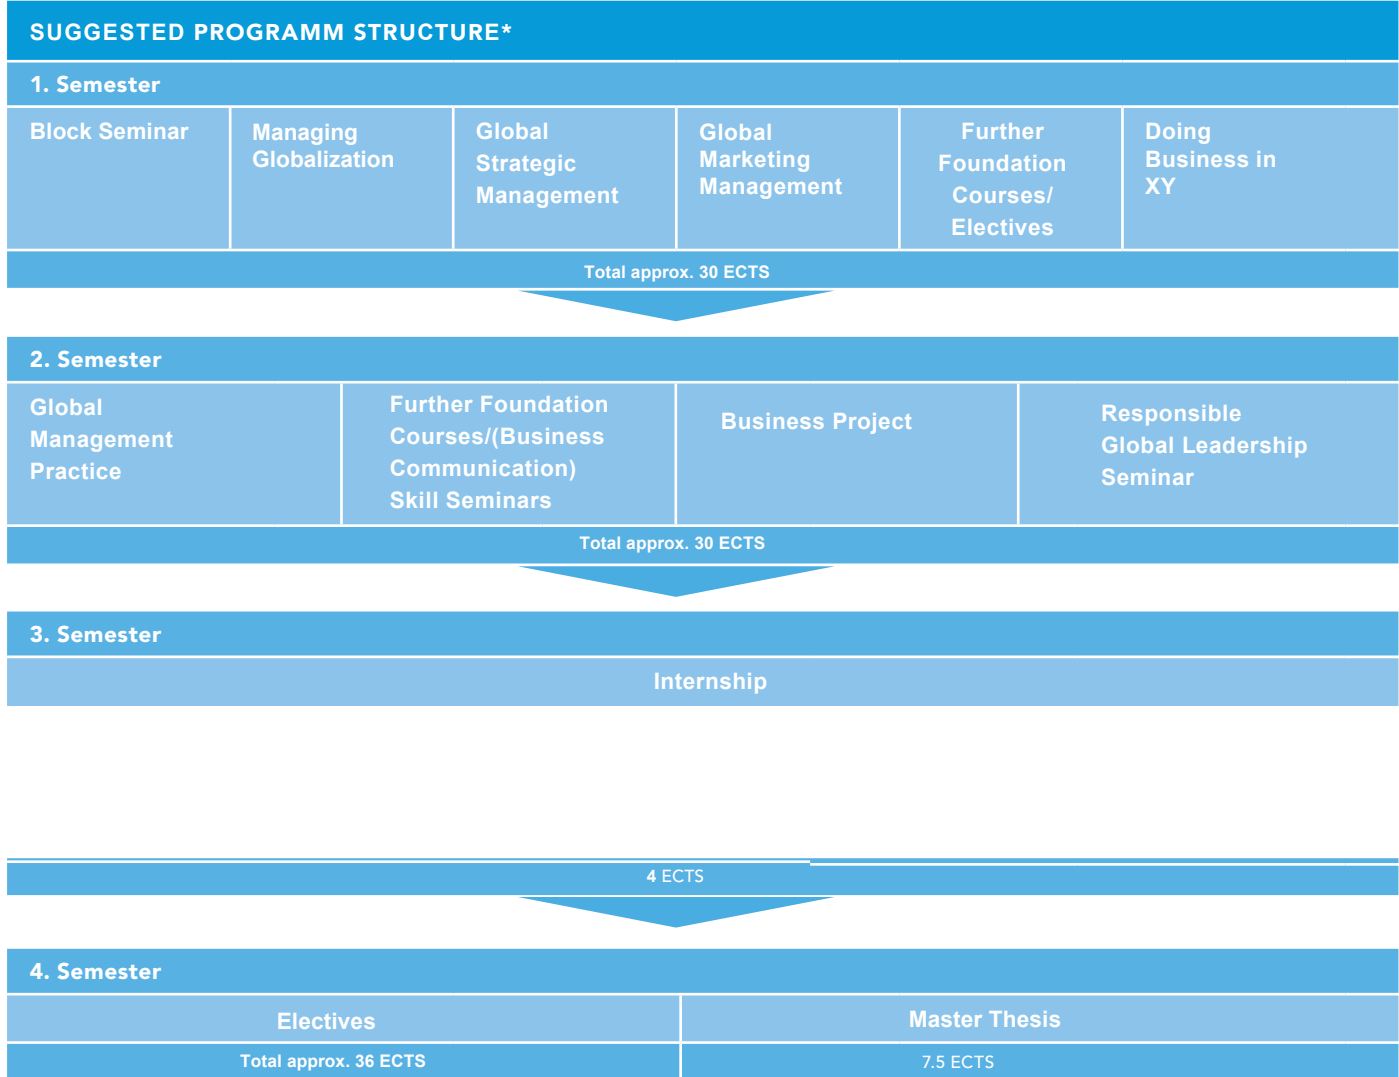 SUGGESTED PROGRAMM STRUCTURE*
1. Semester
Block Seminar
Managing
Globalization
Global
Strategic
Management
Global
Marketing
Management
Further
Foundation
Courses/
Electives
Doing
Business in
XY
Total approx. 30 ECTS
2. Semester
Global
Management
Practice
Further Foundation
Courses/(Business
Communication)
Skill Seminars
Business Project
Responsible
Global Leadership
Seminar
Total approx. 30 ECTS
3. Semester
Internship
4 ECTS
4. Semester
Electives
Master Thesis
Total approx. 36 ECTS
7.5 ECTS